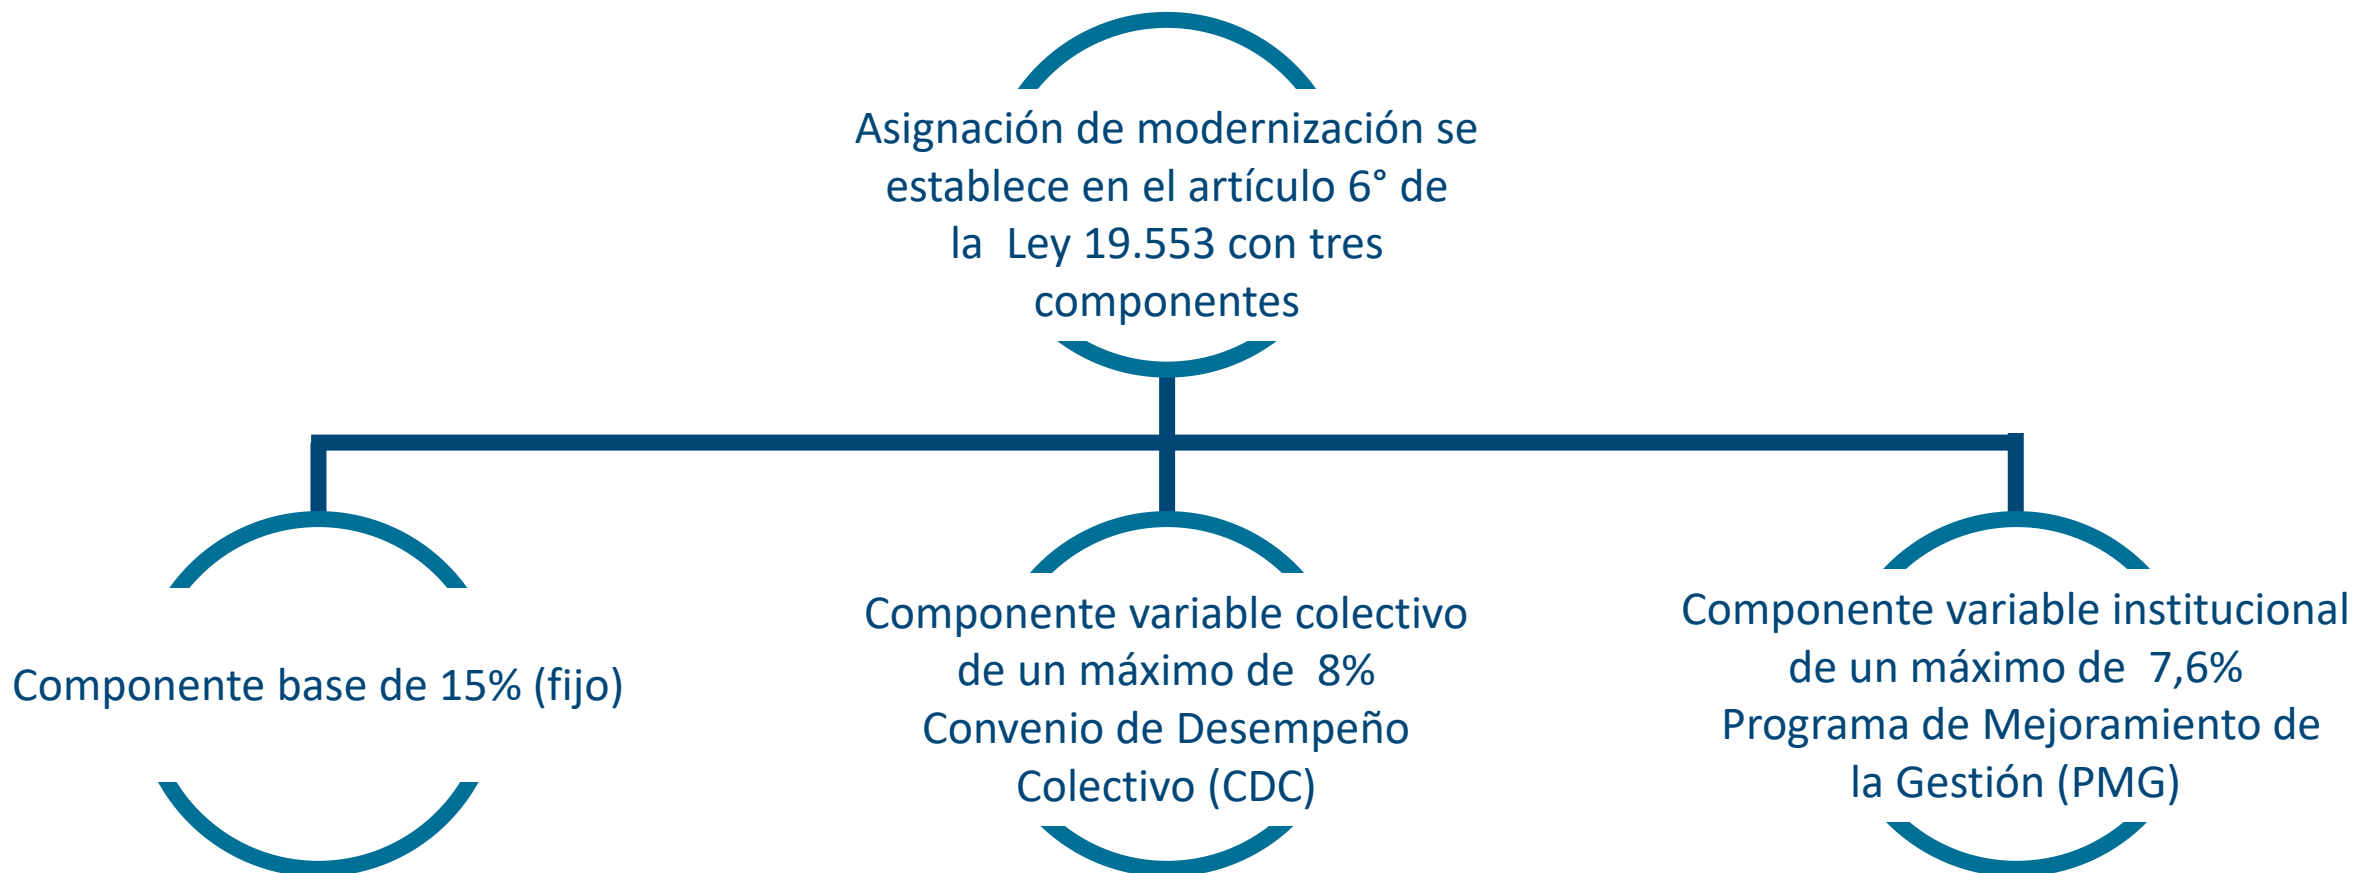 Asignación de modernización se
establece en el artículo 6° de
la  Ley 19.553 con tres
componentes
Componente base de 15% (fijo)
Componente variable colectivo
de un máximo de  8%
Convenio de Desempeño
Colectivo (CDC)
Componente variable institucional
de un máximo de  7,6%
Programa de Mejoramiento de
la Gestión (PMG)